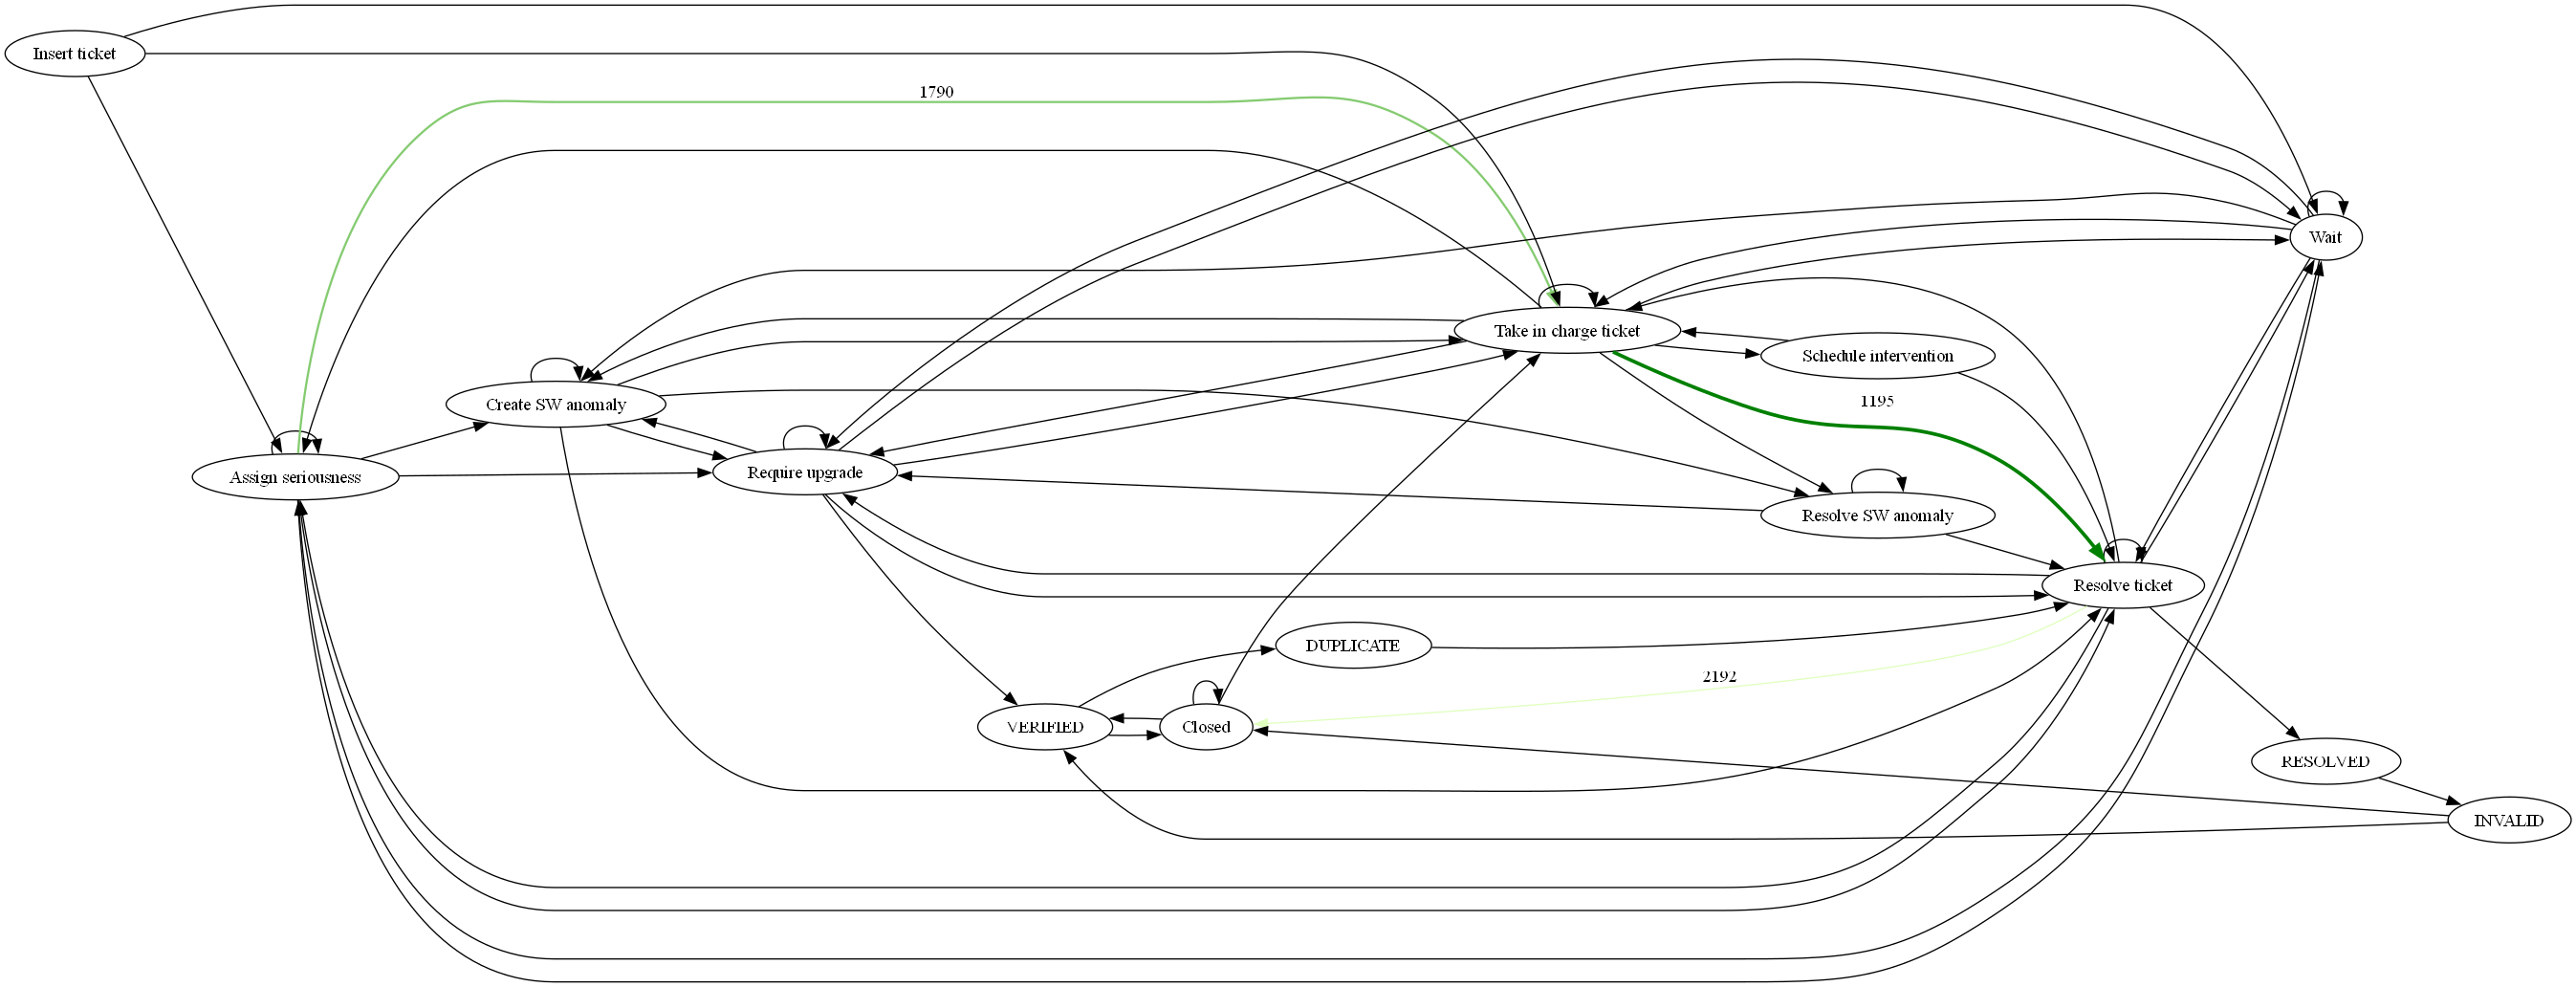 Insert ticket
1790
Wait
Take in charge ticket
Schedule intervention
1195
Create SW anomaly
Assign seriousness
Require upgrade
Resolve SW anomaly
Resolve ticket
DUPLICATE
2192
VERIFIED
Closed
RESOLVED
INVALID